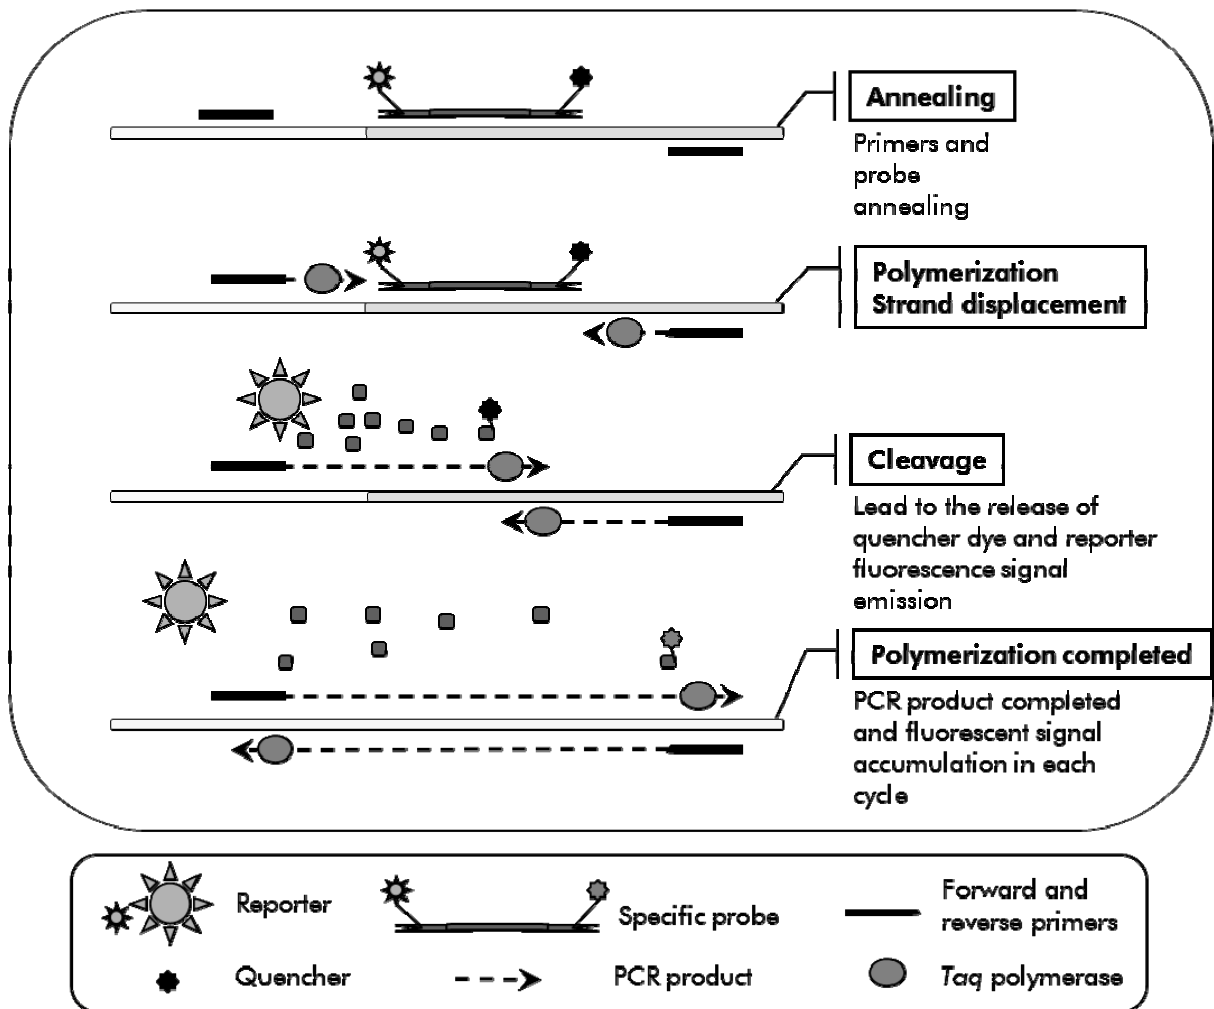 Annealing
Primers and
probe
annealing
Polymerization
Strand displacement
Cleavage
Lead to the release of
quencher dye and reporter
fluorescence signal
emission
Polymerization completed
PCR product completed
and fluorescent signal
accumulation in each
cycle
Reporter
Specific probe
Forward and
reverse primers
Quencher
PCR product
Taq polymerase